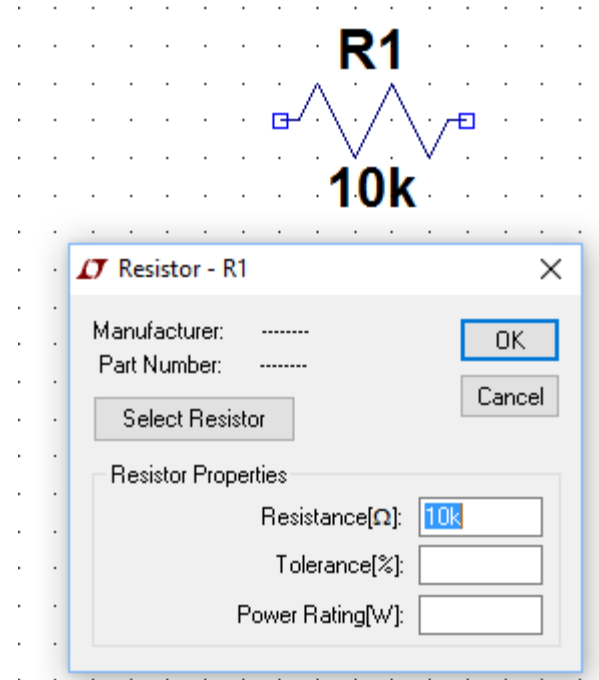 R1
10k
Resistor - R1
Manufacturer: --------
OK
Part Number: --------
Cancel
Select Resistor
Resistor Properties
Resistance[Ω]: 10k
Tolerance[%]:
Power Rating[W]: